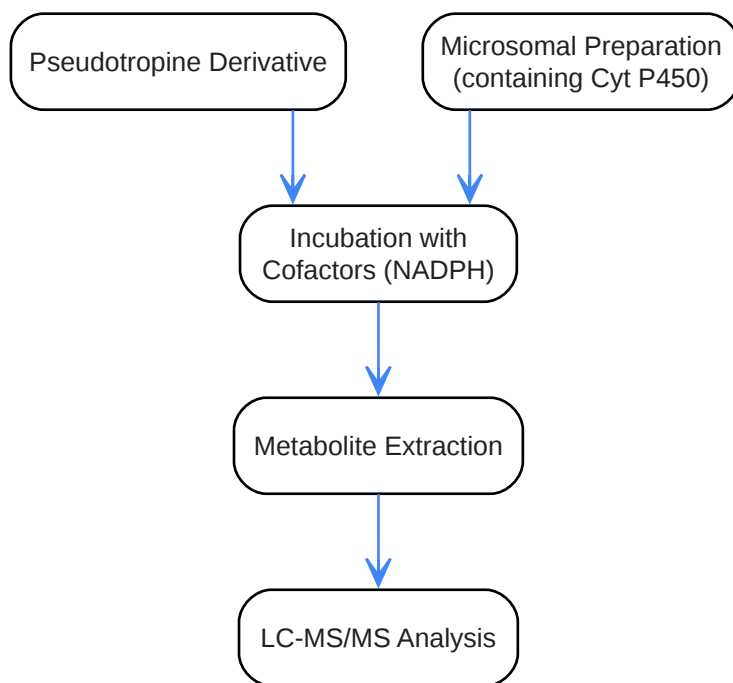 Pseudotropine Derivative
Microsomal Preparation
(containing Cyt P450)
Incubation with
Cofactors (NADPH)
Metabolite Extraction
LC-MS/MS Analysis